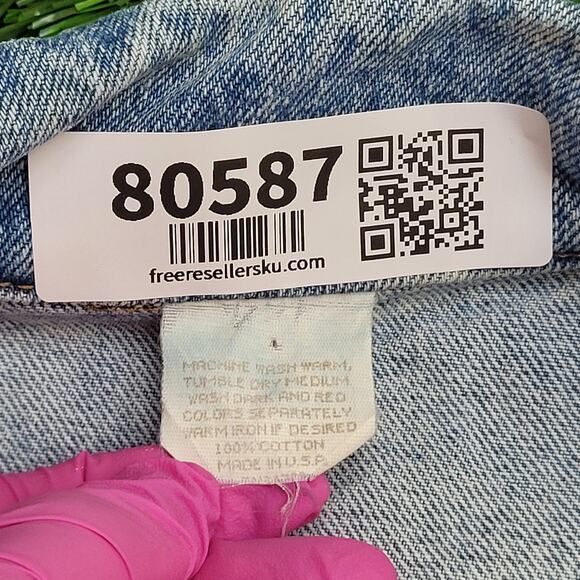 80587
freeresellersku.com
L
MACHINE WASH WARM,
TUMBLE DRY MEDIUM
WASH DARK AND RED
COLORS SEPARATELY
WARM IRON IF DESIRED
100% COTTON
MADE IN U.S.A